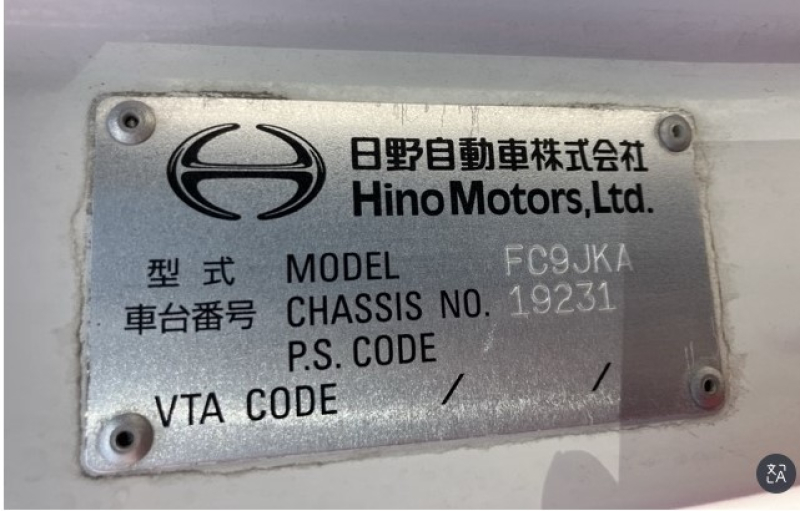 日野自動車株式会社
Hino Motors, Ltd.
型式 MODEL FC9JKA
車台番号 CHASSIS NO. 19231
P.S. CODE
VTA CODE / /